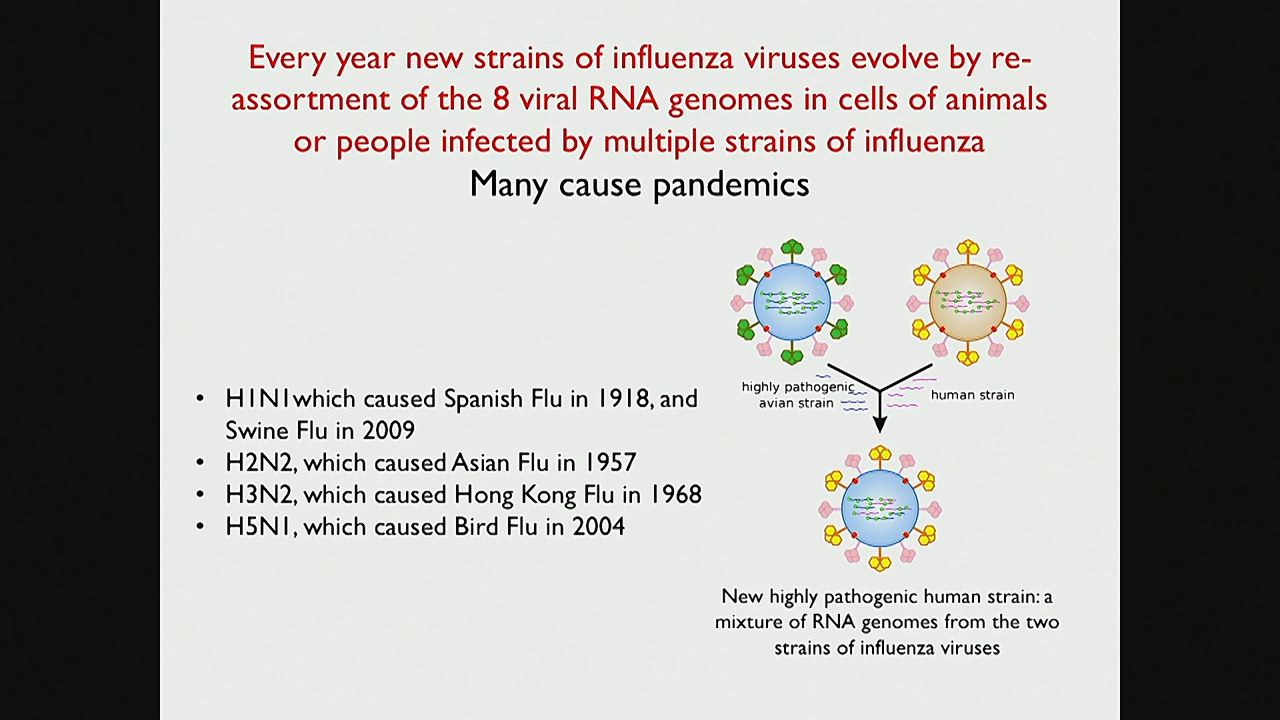 Every year new strains of influenza viruses evolve by re-
assortment of the 8 viral RNA genomes in cells of animals
or people infected by multiple strains of influenza
Many cause pandemics
• H1N1which caused Spanish Flu in 1918, and
Swine Flu in 2009
• H2N2, which caused Asian Flu in 1957
• H3N2, which caused Hong Kong Flu in 1968
• H5N1, which caused Bird Flu in 2004
highly pathogenic
avian strain
human strain
New highly pathogenic human strain: a
mixture of RNA genomes from the two
strains of influenza viruses